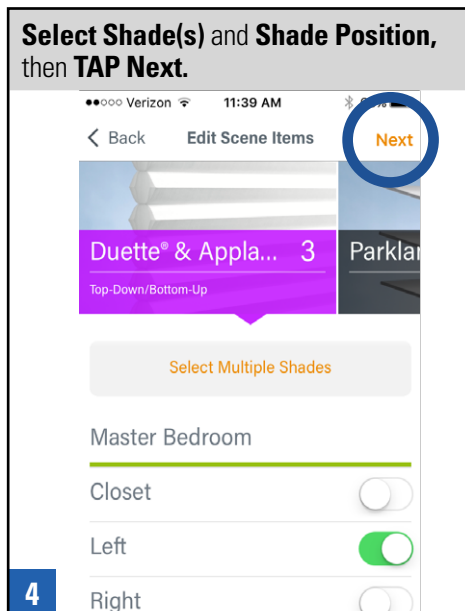 Select Shade(s) and Shade Position,
then TAP Next.
●●○○○ Verizon 11:39 AM
Back Edit Scene Items Next
Duette® & Appla... 3 Parklan
Top-Down/Bottom-Up
Select Multiple Shades
Master Bedroom
Closet
Left
4 Right